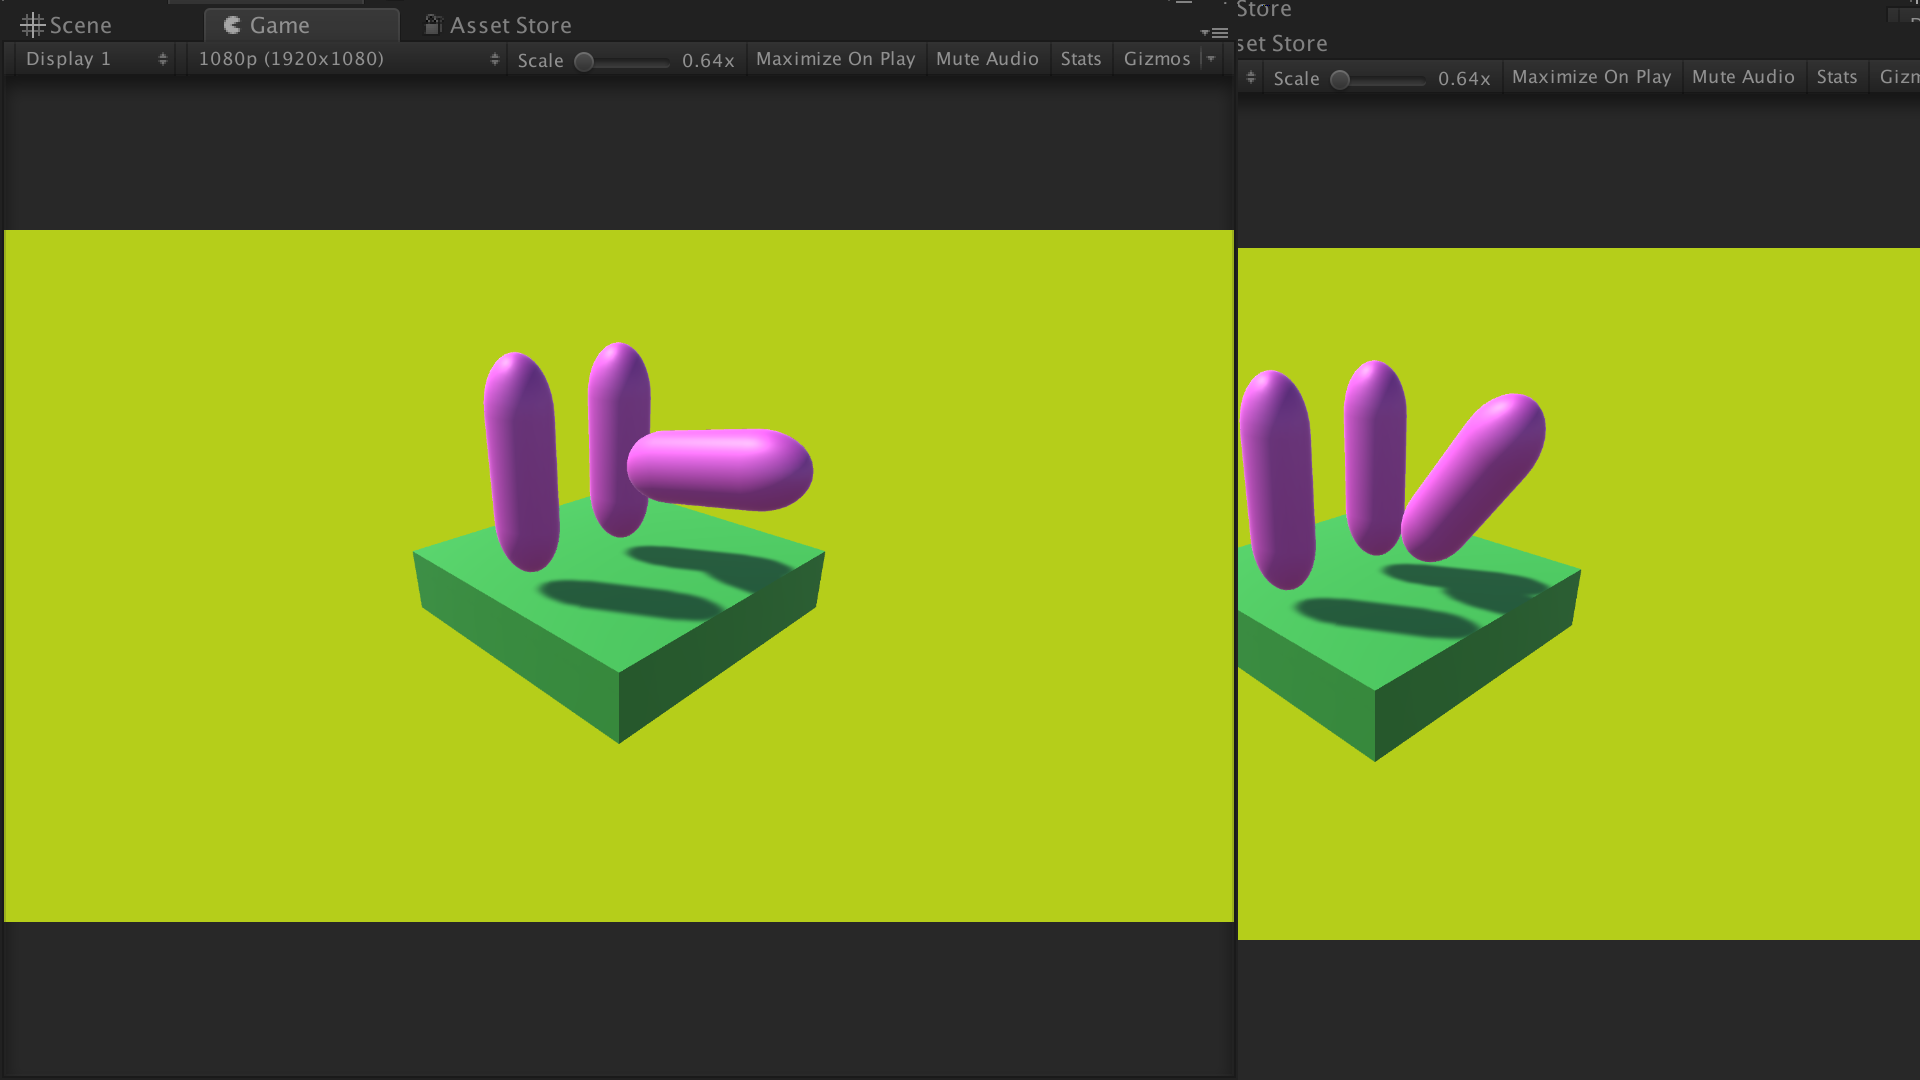 Scene Game Asset Store
Display 1 1080p (1920x1080) Scale 0.64x Maximize On Play Mute Audio Stats Gizmos
Store
set Store
Scale 0.64x Maximize On Play Mute Audio Stats Gizm